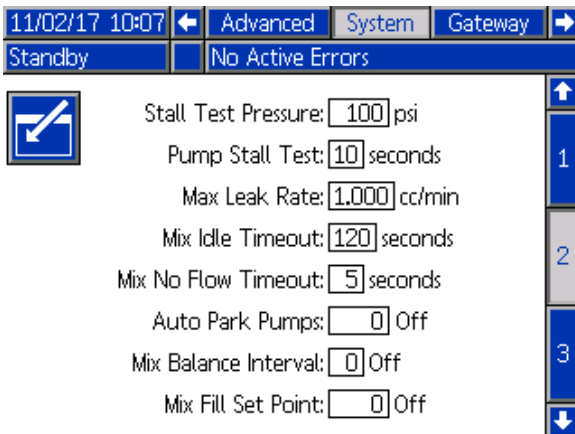 11/02/17 10:07 Advanced System Gateway
Standby No Active Errors
Stall Test Pressure: 100 psi
Pump Stall Test: 10 seconds
Max Leak Rate: 1.000 cc/min
Mix Idle Timeout: 120 seconds
Mix No Flow Timeout: 5 seconds
Auto Park Pumps: 0 Off
Mix Balance Interval: 0 Off
Mix Fill Set Point: 0 Off
1
2
3